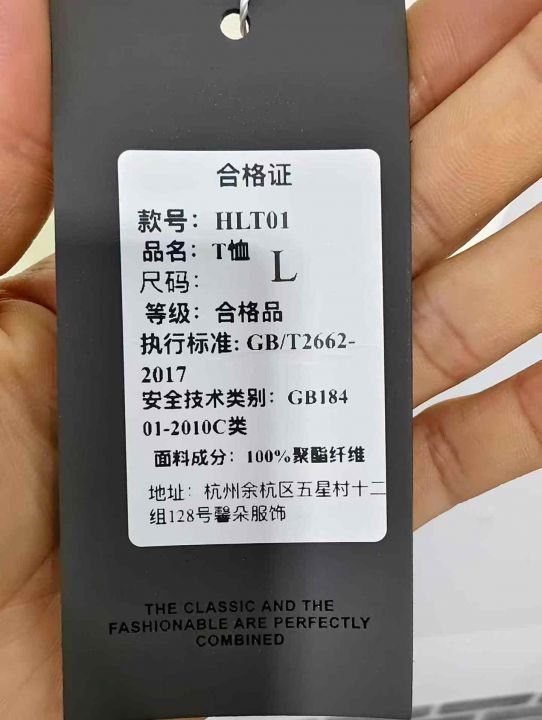 合格证
款号：HLT01
品名：T恤
尺码： L
等级：合格品
执行标准: GB/T2662-
2017
安全技术类别：GB184
01-2010C类
面料成分：100%聚酯纤维
地址：杭州余杭区五星村十二
组128号馨朵服饰
THE CLASSIC AND THE
FASHIONABLE ARE PERFECTLY
COMBINED